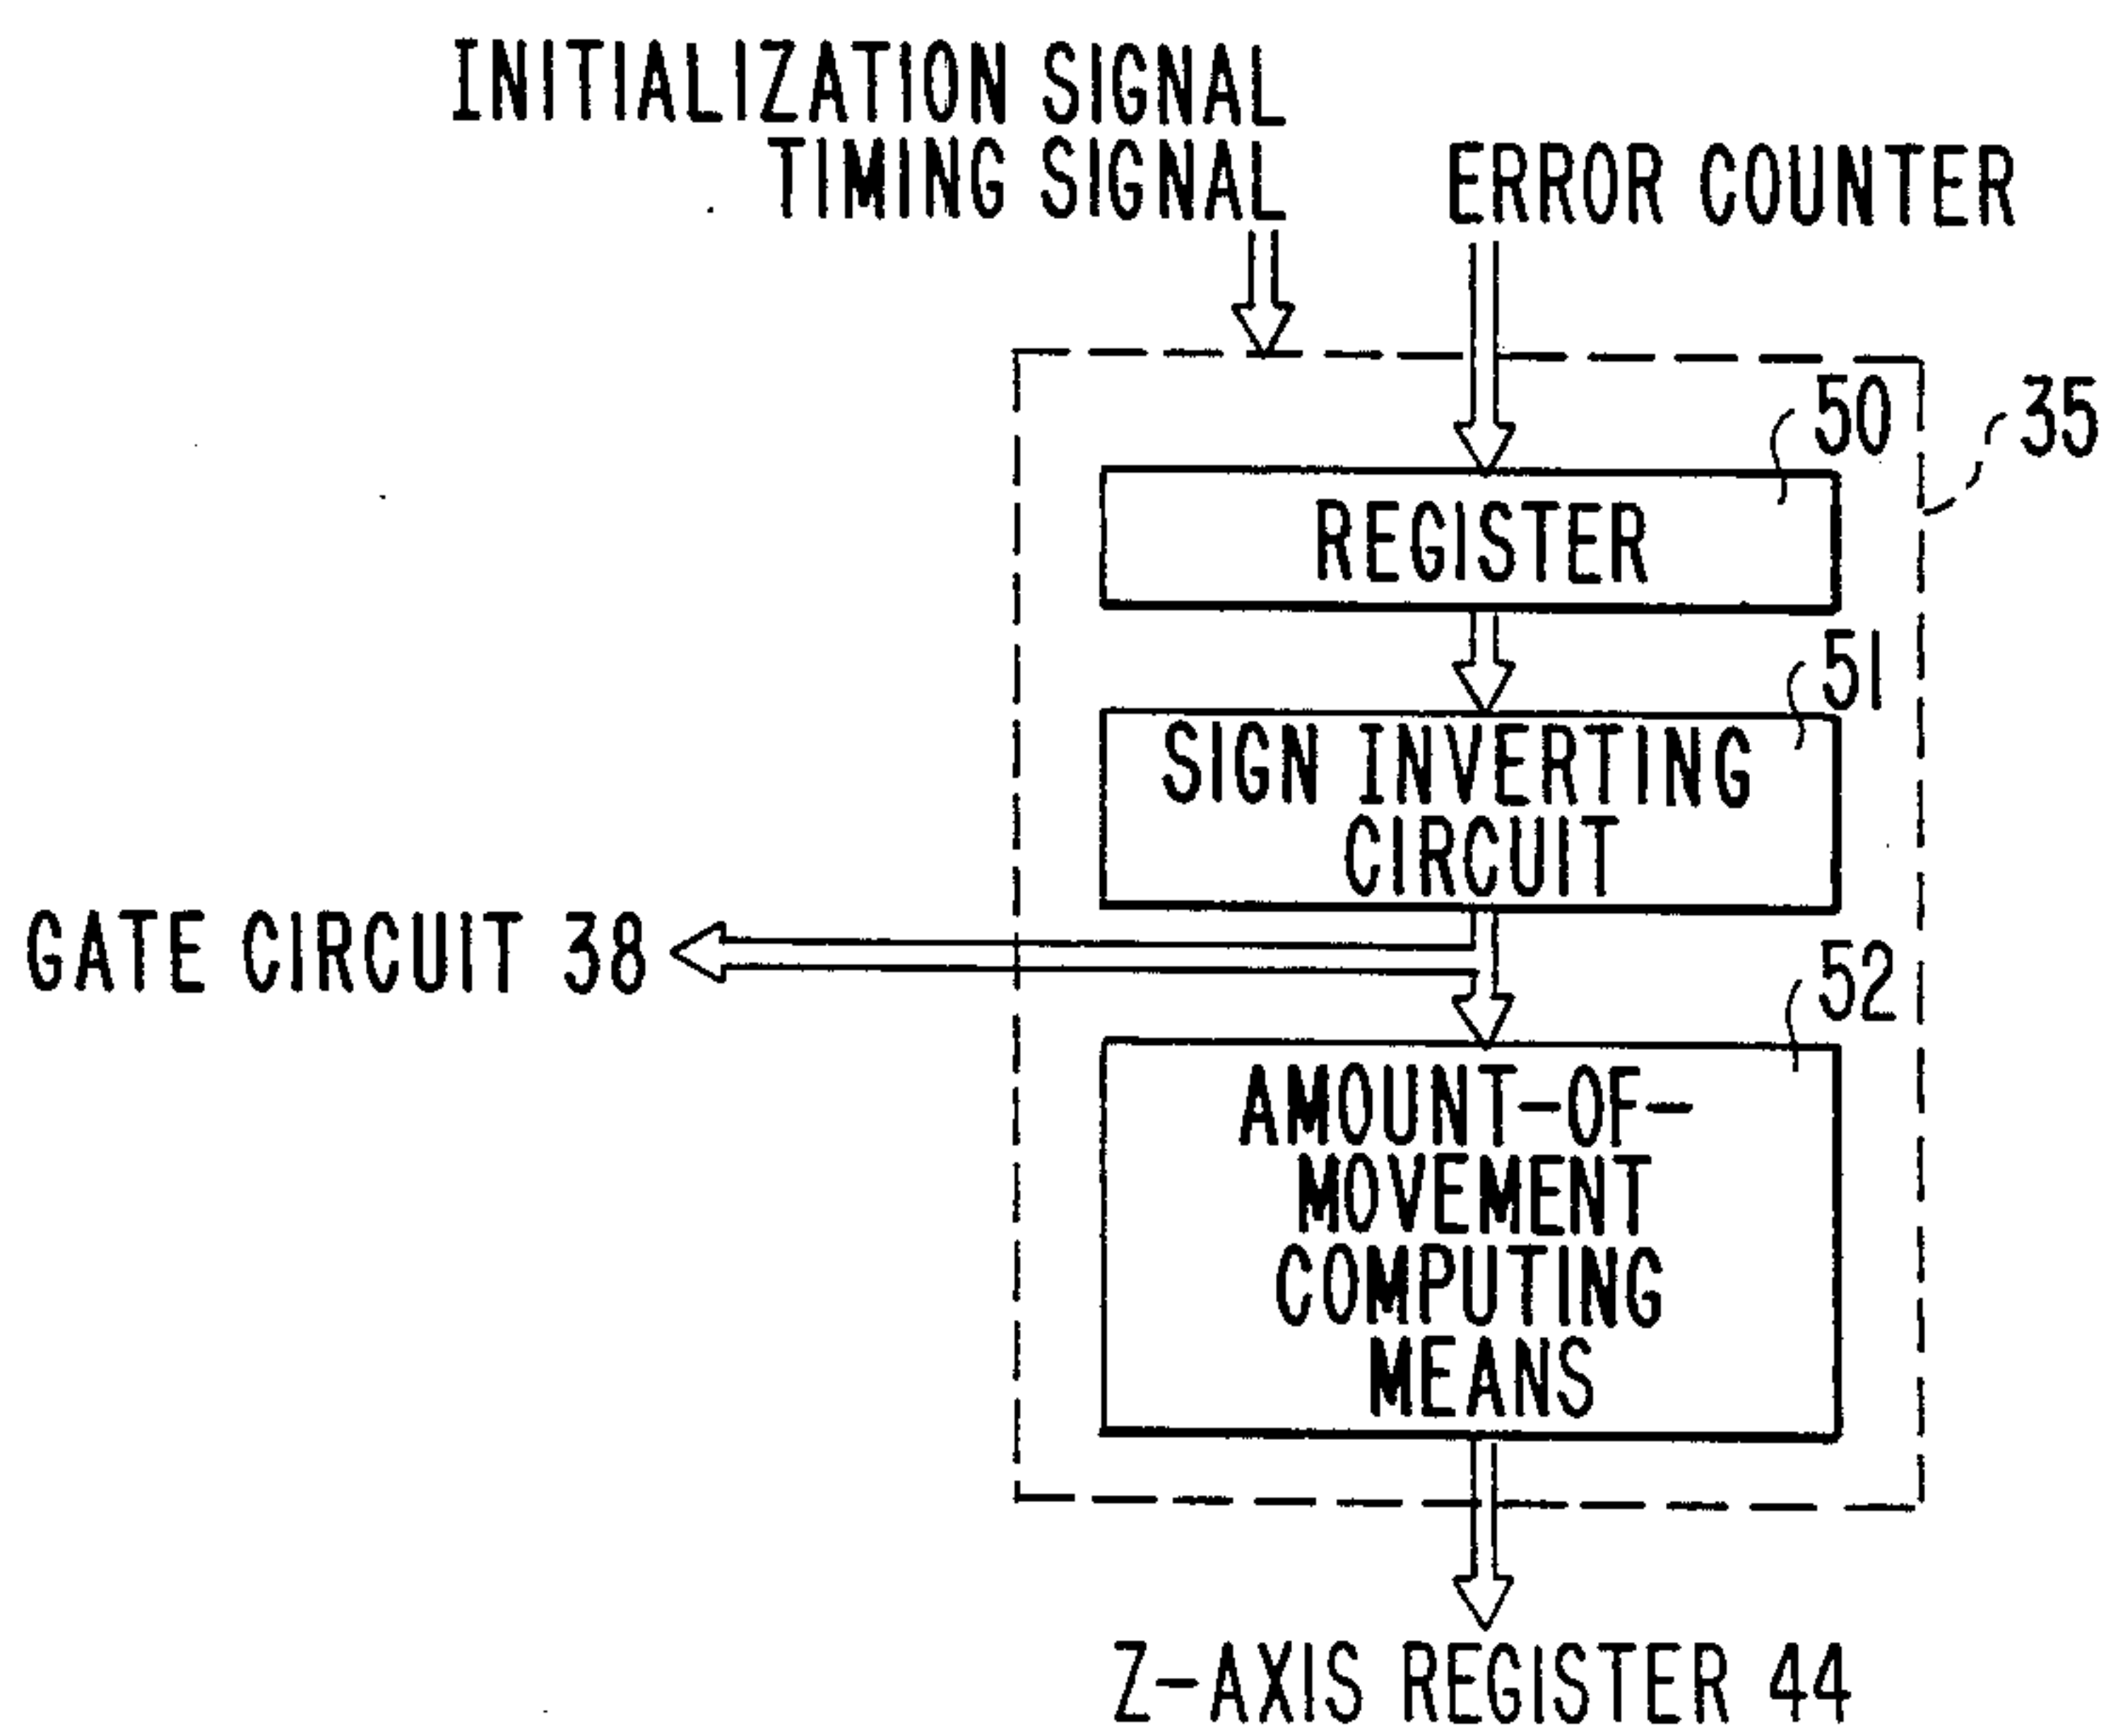 INITIALIZATION SIGNAL
TIMING SIGNAL
ERROR COUNTER
50
35
REGISTER
51
SIGN INVERTING
CIRCUIT
GATE CIRCUIT 38
52
AMOUNT-OF-
MOVEMENT
COMPUTING
MEANS
Z-AXIS REGISTER 44